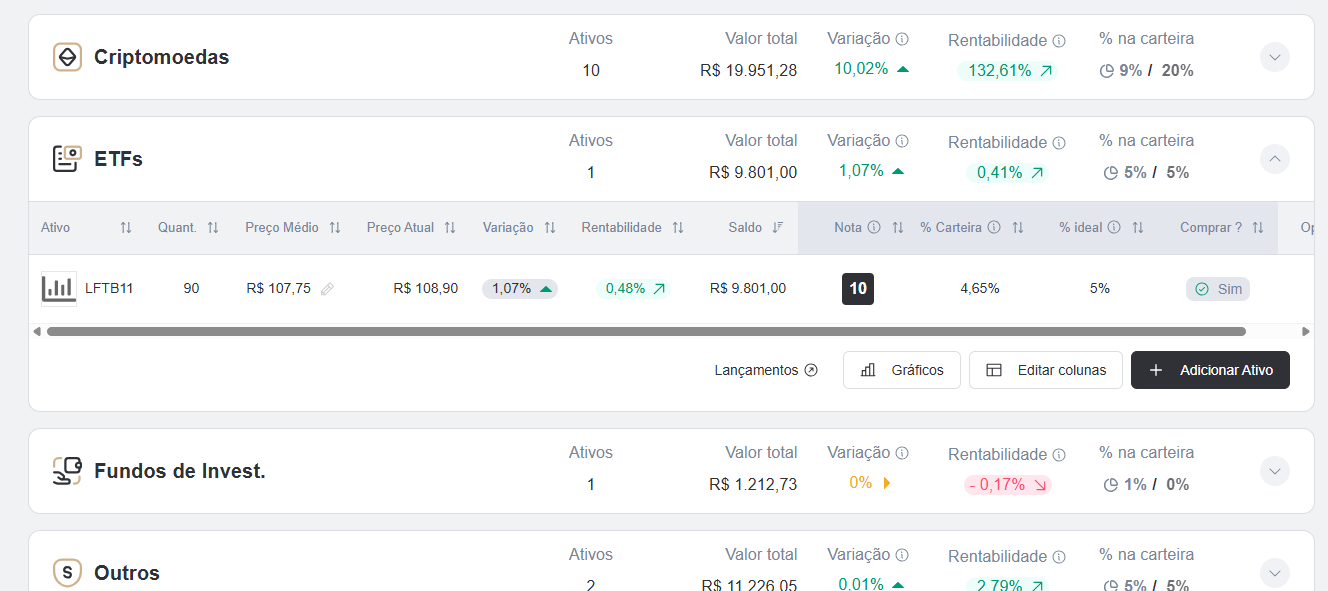 Criptomoedas
Ativos Valor total Variação Rentabilidade % na carteira
10 R$ 19.951,28 10,02% 132,61% 9% / 20%
ETFs
Ativos Valor total Variação Rentabilidade % na carteira
1 R$ 9.801,00 1,07% 0,41% 5% / 5%
Ativo Quant. Preço Médio Preço Atual Variação Rentabilidade Saldo Nota % Carteira % ideal Comprar ? Op
LFTB11 90 R$ 107,75 R$ 108,90 1,07% 0,48% R$ 9.801,00 10 4,65% 5% Sim
Lançamentos Gráficos Editar colunas Adicionar Ativo
Fundos de Invest.
Ativos Valor total Variação Rentabilidade % na carteira
1 R$ 1.212,73 0% - 0,17% 1% / 0%
S Outros
Ativos Valor total Variação Rentabilidade % na carteira
2 R$ 11.226,05 0,01% 2,79% 5% / 5%